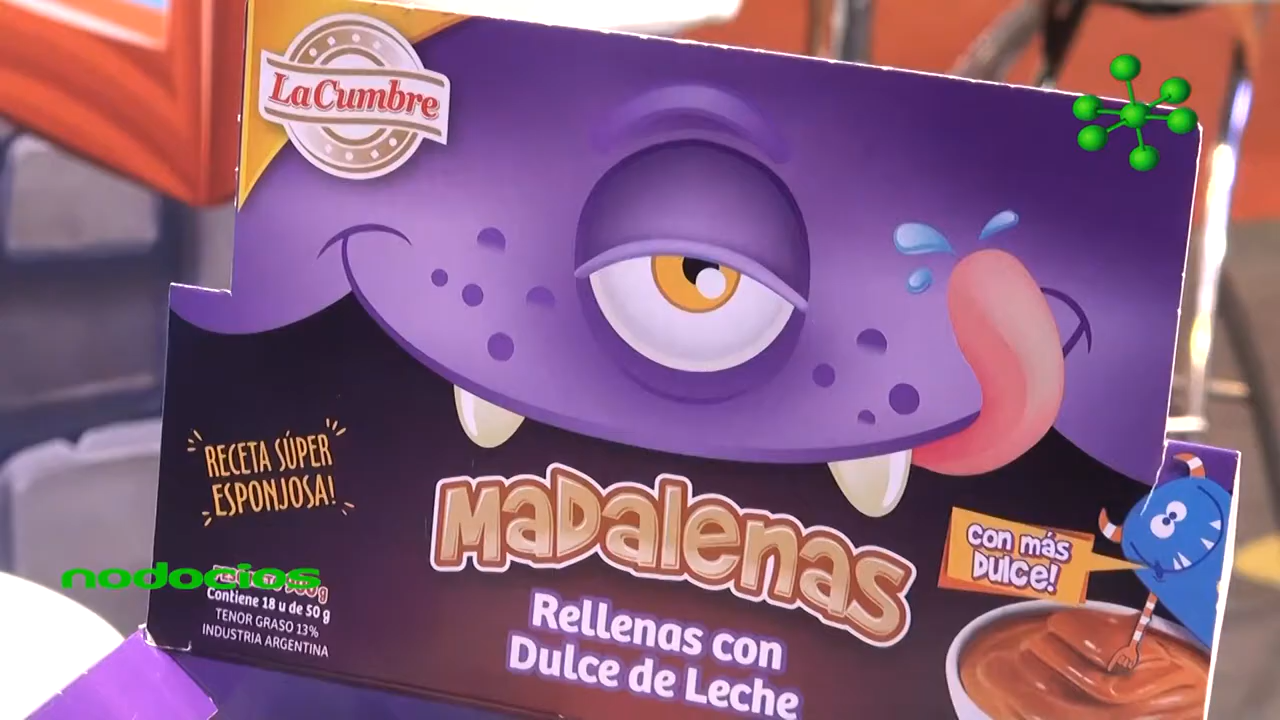 LaCumbre
RECETA SÚPER
ESPONJOSA!
MADALENAS
CON MÁS
DULCE!
nodocios
Contiene 18 u de 50 g
TENOR GRASO 13%
INDUSTRIA ARGENTINA
Rellenas con
Dulce de Leche